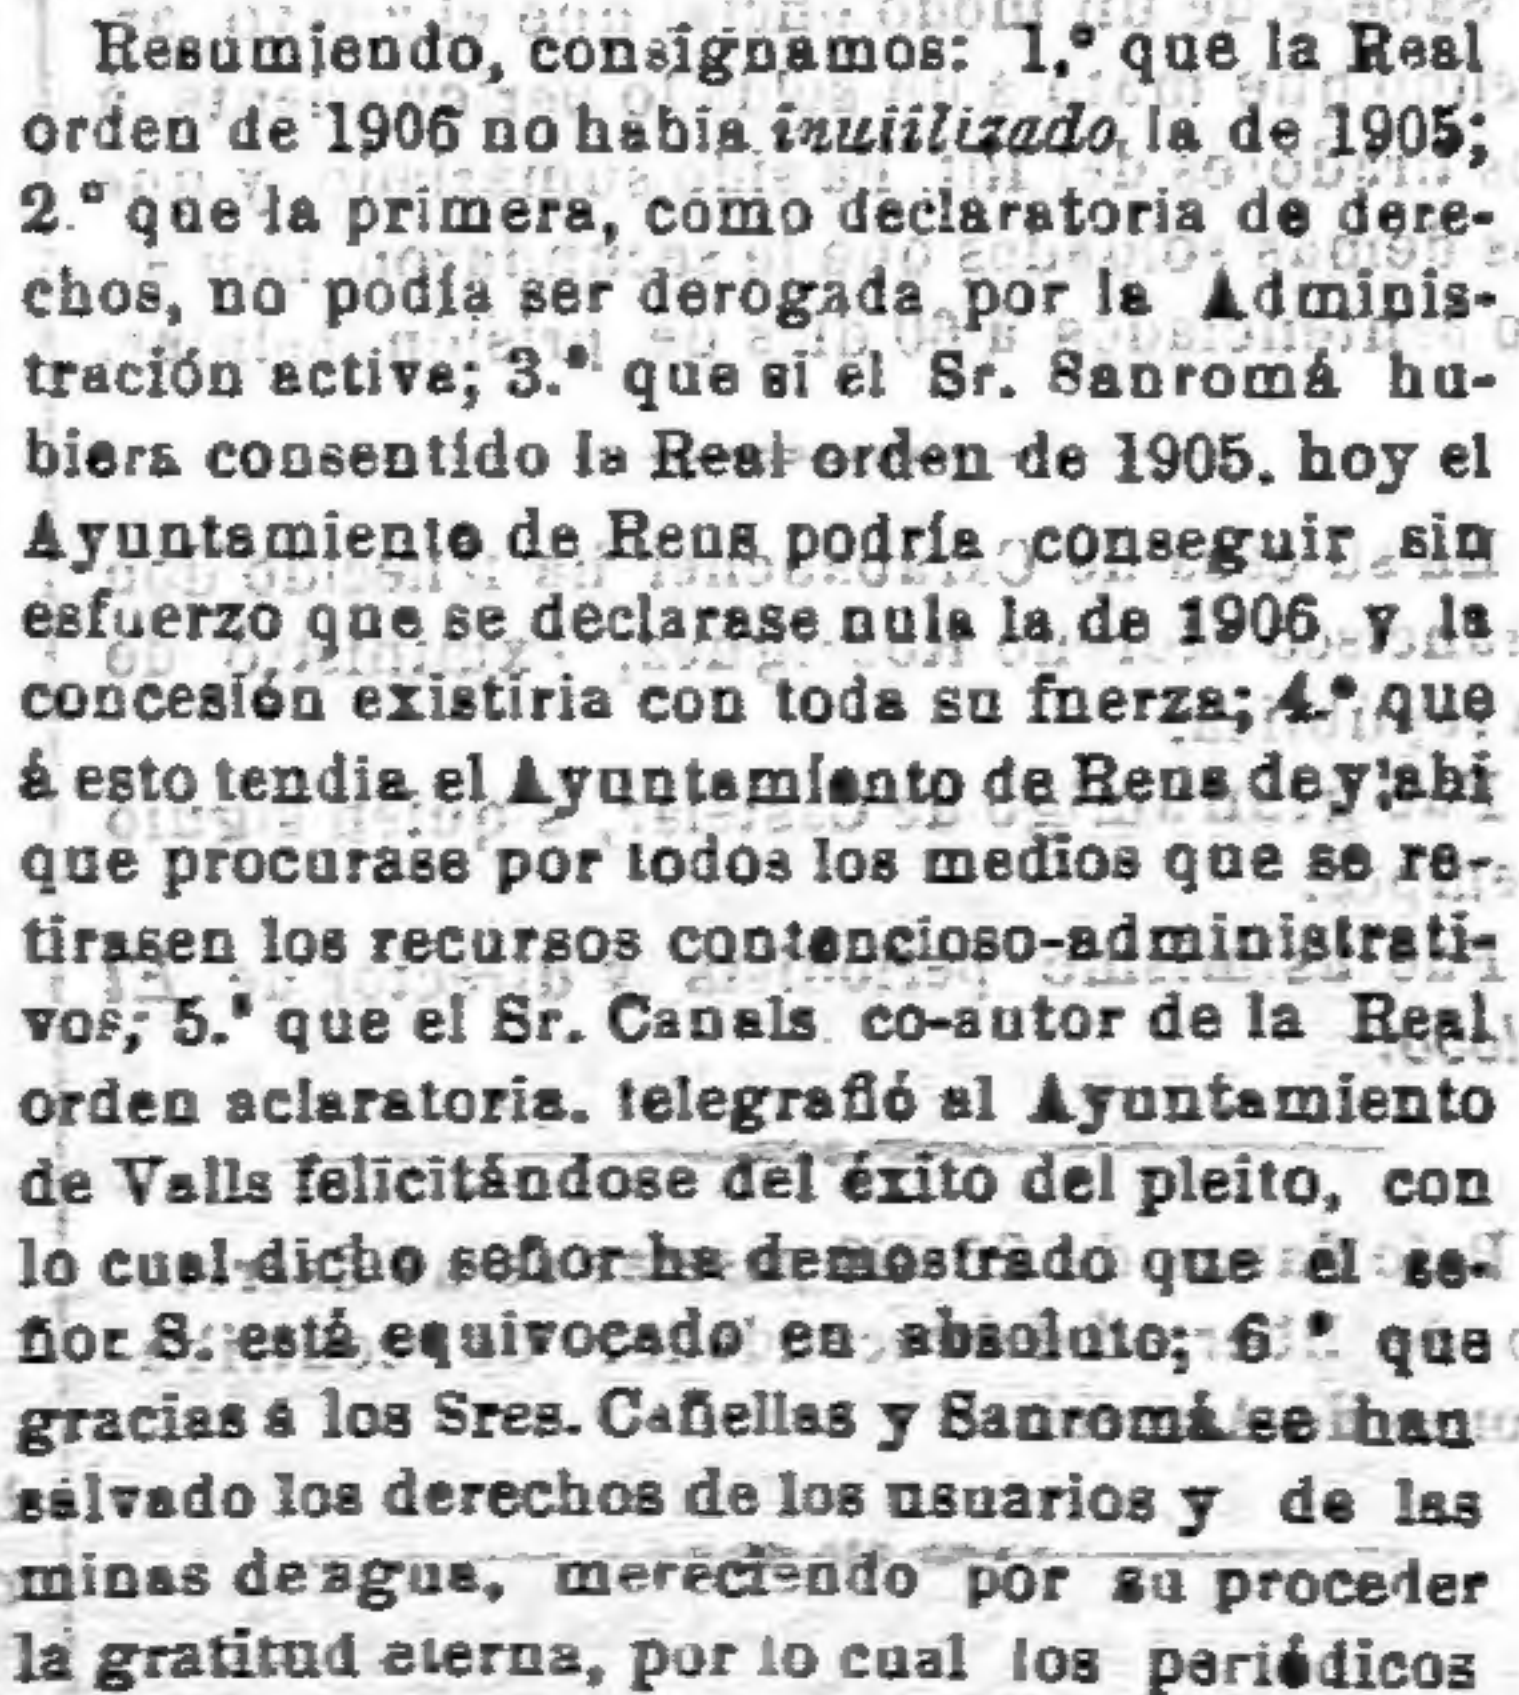 Resumiendo, consignamos: 1.º que la Real
orden de 1906 no había inutilizado la de 1905;
2.º que la primera, como declaratoria de dere-
chos, no podía ser derogada por la Adminis-
tración activa; 3.º que si el Sr. Sanromá hu-
biera consentido la Real orden de 1905. hoy el
Ayuntamiento de Reus podría conseguir sin
esfuerzo que se declarase nula la de 1906 y la
concesión existiria con toda su fnerza; 4.º que
á esto tendia el Ayuntamiento de Reus de y ahi
que procurase por todos los medios que se re-
tirasen los recursos contencioso-administrati-
vos; 5.º que el Sr. Canals co-autor de la Real
orden aclaratoria. telegrafió al Ayuntamiento
de Valls felicitándose del éxito del pleito, con
lo cual dicho señor ha demostrado que el se-
ñor S. está equivocado en absoluto; 6.º que
gracias á los Sres. Cañellas y Sanromá se han
salvado los derechos de los usuarios y de las
minas de agua, mereciendo por su proceder
la gratitud eterna, por lo cual los periódicos